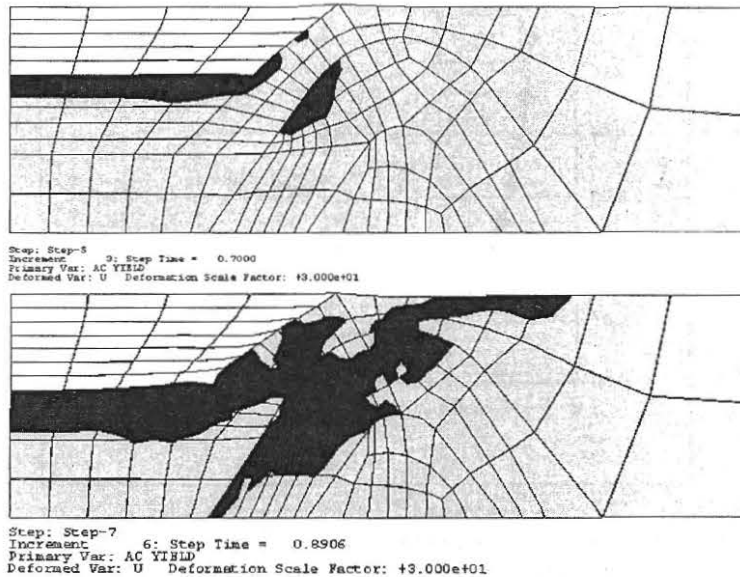 Step: Step-5
Increment 3: Step Time = 0.7000
Primary Var: AC YIELD
Deformed Var: U Deformation Scale Factor: +3.000e+01
Step: Step-7
Increment 6: Step Time = 0.8906
Primary Var: AC YIELD
Deformed Var: U Deformation Scale Factor: +3.000e+01